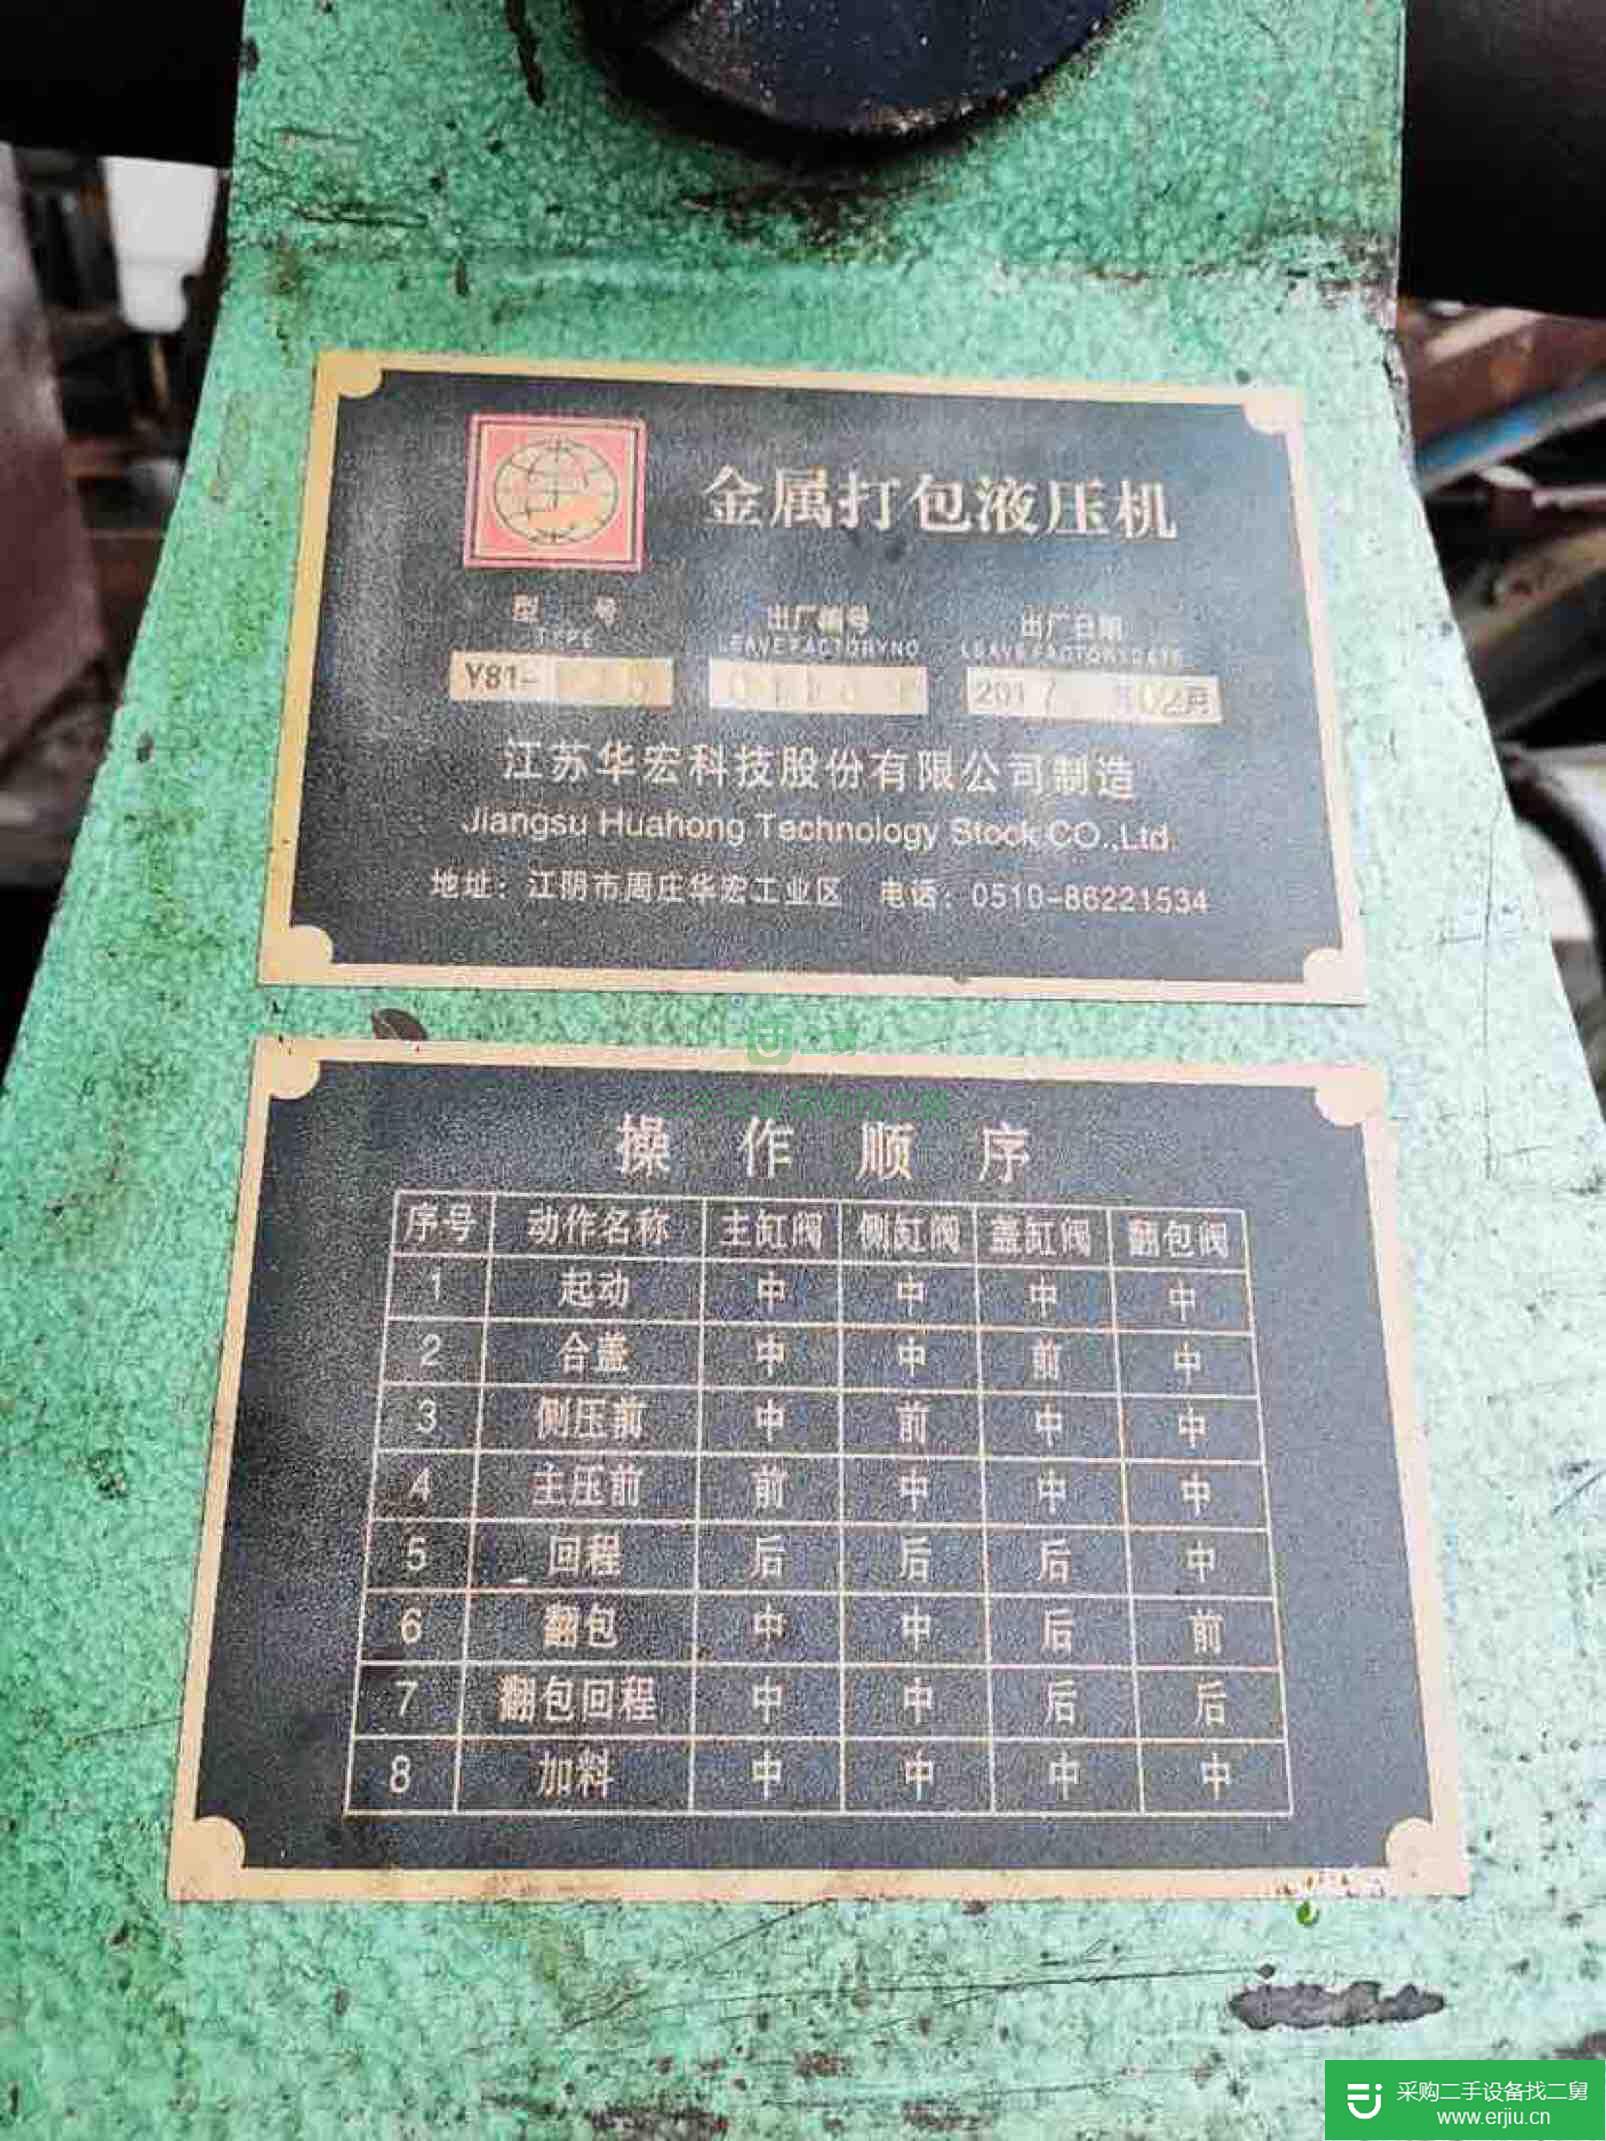 金属打包液压机
型 号 出厂编号 出厂日期
TYPE LEAVEFACTORYNO LEAVEFACTORYDATE
Y81- 2017 年02月
江苏华宏科技股份有限公司制造
Jiangsu Huahong Technology Stock CO.,Ltd.
地址：江阴市周庄华宏工业区 电话：0510-86221534
二舅
操作顺序
序号 动作名称 主缸阀 侧缸阀 盖缸阀 翻包阀
1 起动 中 中 中 中
2 合盖 中 中 前 中
3 侧压前 中 前 中 中
4 主压前 前 中 中 中
5 回程 后 后 后 中
6 翻包 中 中 后 前
7 翻包回程 中 中 后 后
8 加料 中 中 中 中
采购二手设备找二舅
www.erjiu.cn